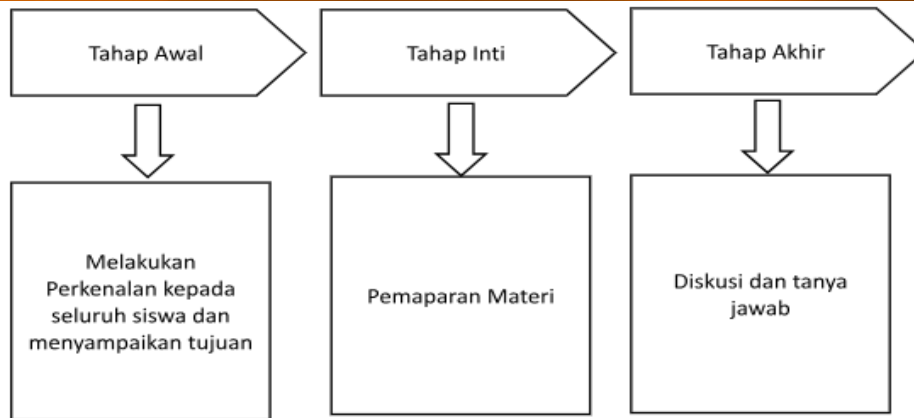 Tahap Awal
Tahap Inti
Tahap Akhir
Melakukan
Perkenalan kepada
seluruh siswa dan
menyampaikan tujuan
Pemaparan Materi
Diskusi dan tanya
jawab